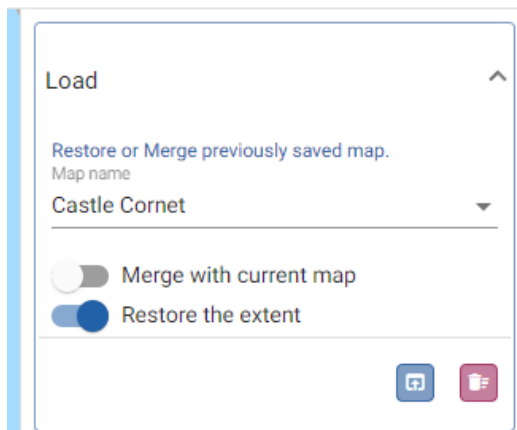 Load
Restore or Merge previously saved map.
Map name
Castle Cornet
Merge with current map
Restore the extent